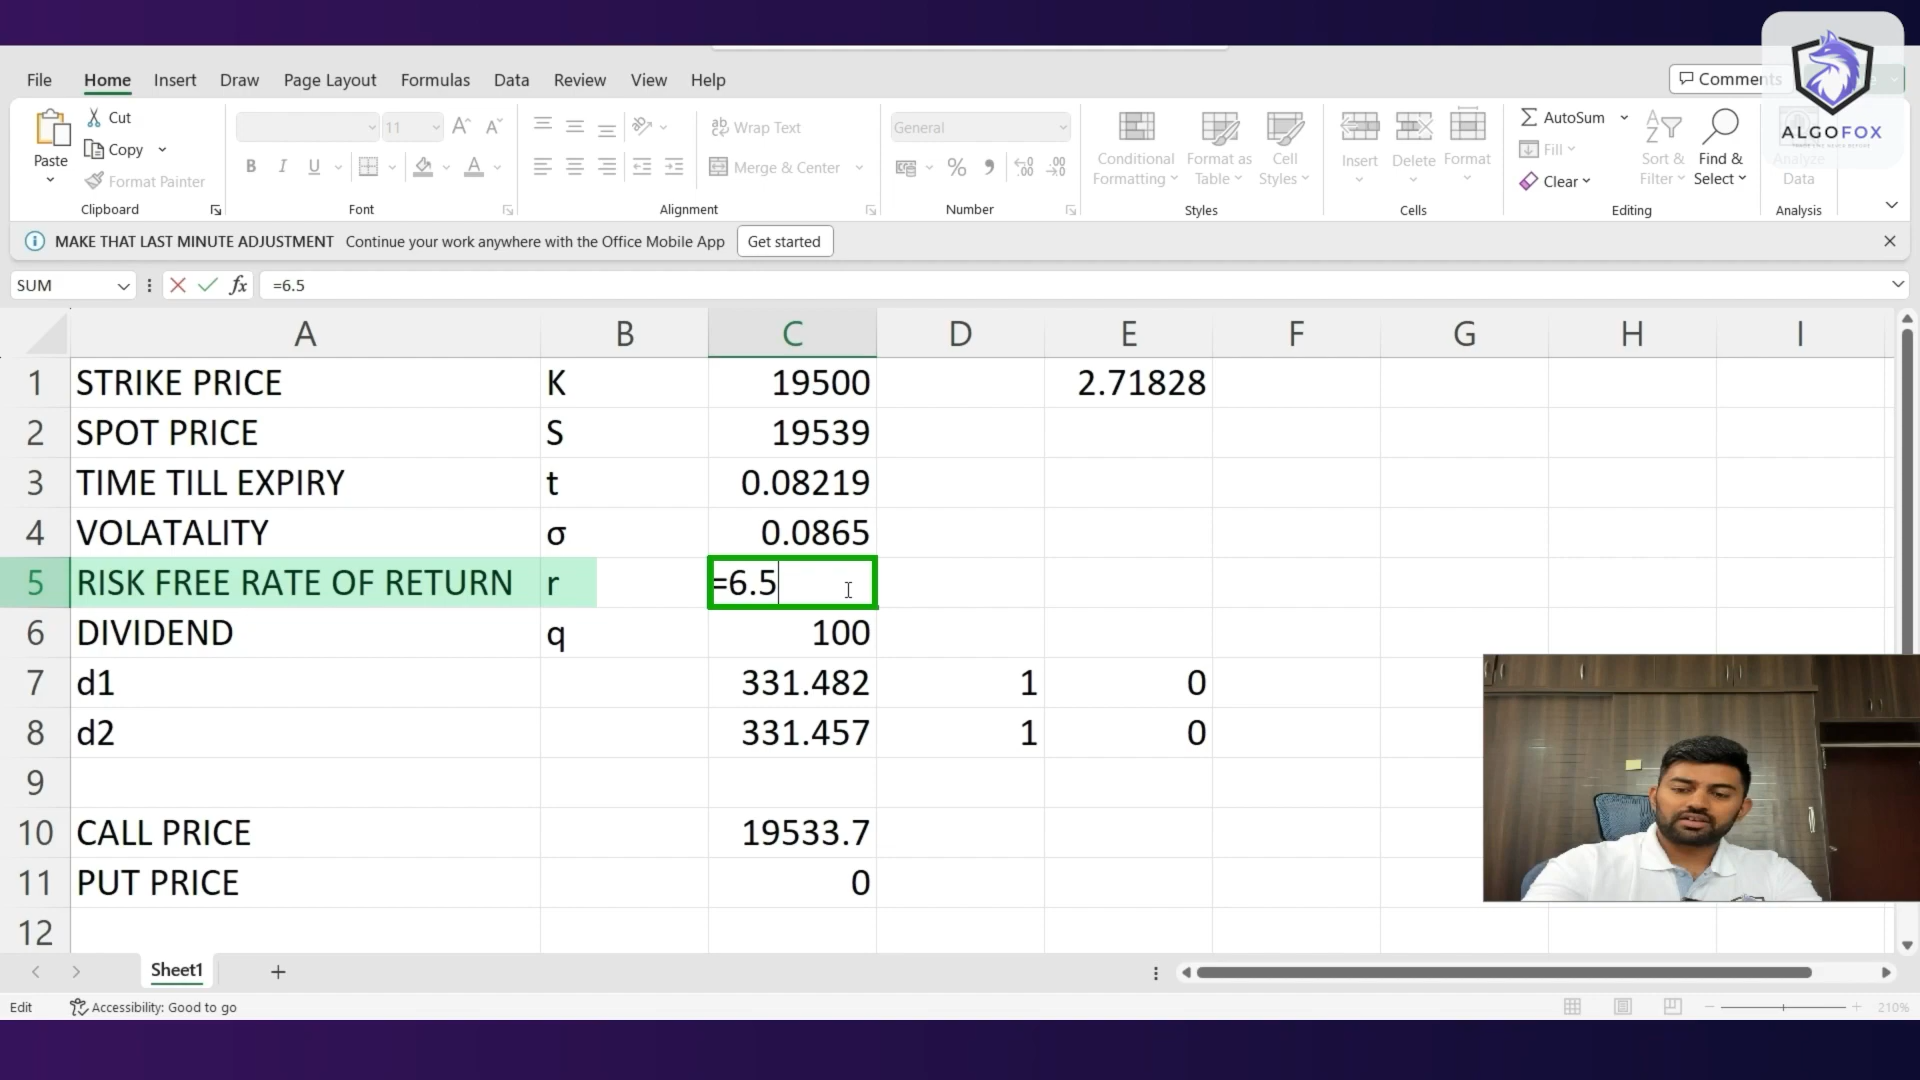 File Home Insert Draw Page Layout Formulas Data Review View Help Comments
ALGOFOX
Paste Cut Copy Format Painter Clipboard
11 B I U Font
Wrap Text Merge & Center Alignment
General % Number
Conditional Formatting Format as Table Cell Styles Styles
Insert Delete Format Cells
AutoSum Fill Clear Sort & Filter Find & Select Editing
Analyze Data Analysis
MAKE THAT LAST MINUTE ADJUSTMENT Continue your work anywhere with the Office Mobile App Get started
SUM fx =6.5
A B C D E F G H I
1 STRIKE PRICE K 19500 2.71828
2 SPOT PRICE S 19539
3 TIME TILL EXPIRY t 0.08219
4 VOLATALITY σ 0.0865
5 RISK FREE RATE OF RETURN r =6.5
6 DIVIDEND q 100
7 d1 331.482 1 0
8 d2 331.457 1 0
9
10 CALL PRICE 19533.7
11 PUT PRICE 0
12
Sheet1
Edit Accessibility: Good to go 210%